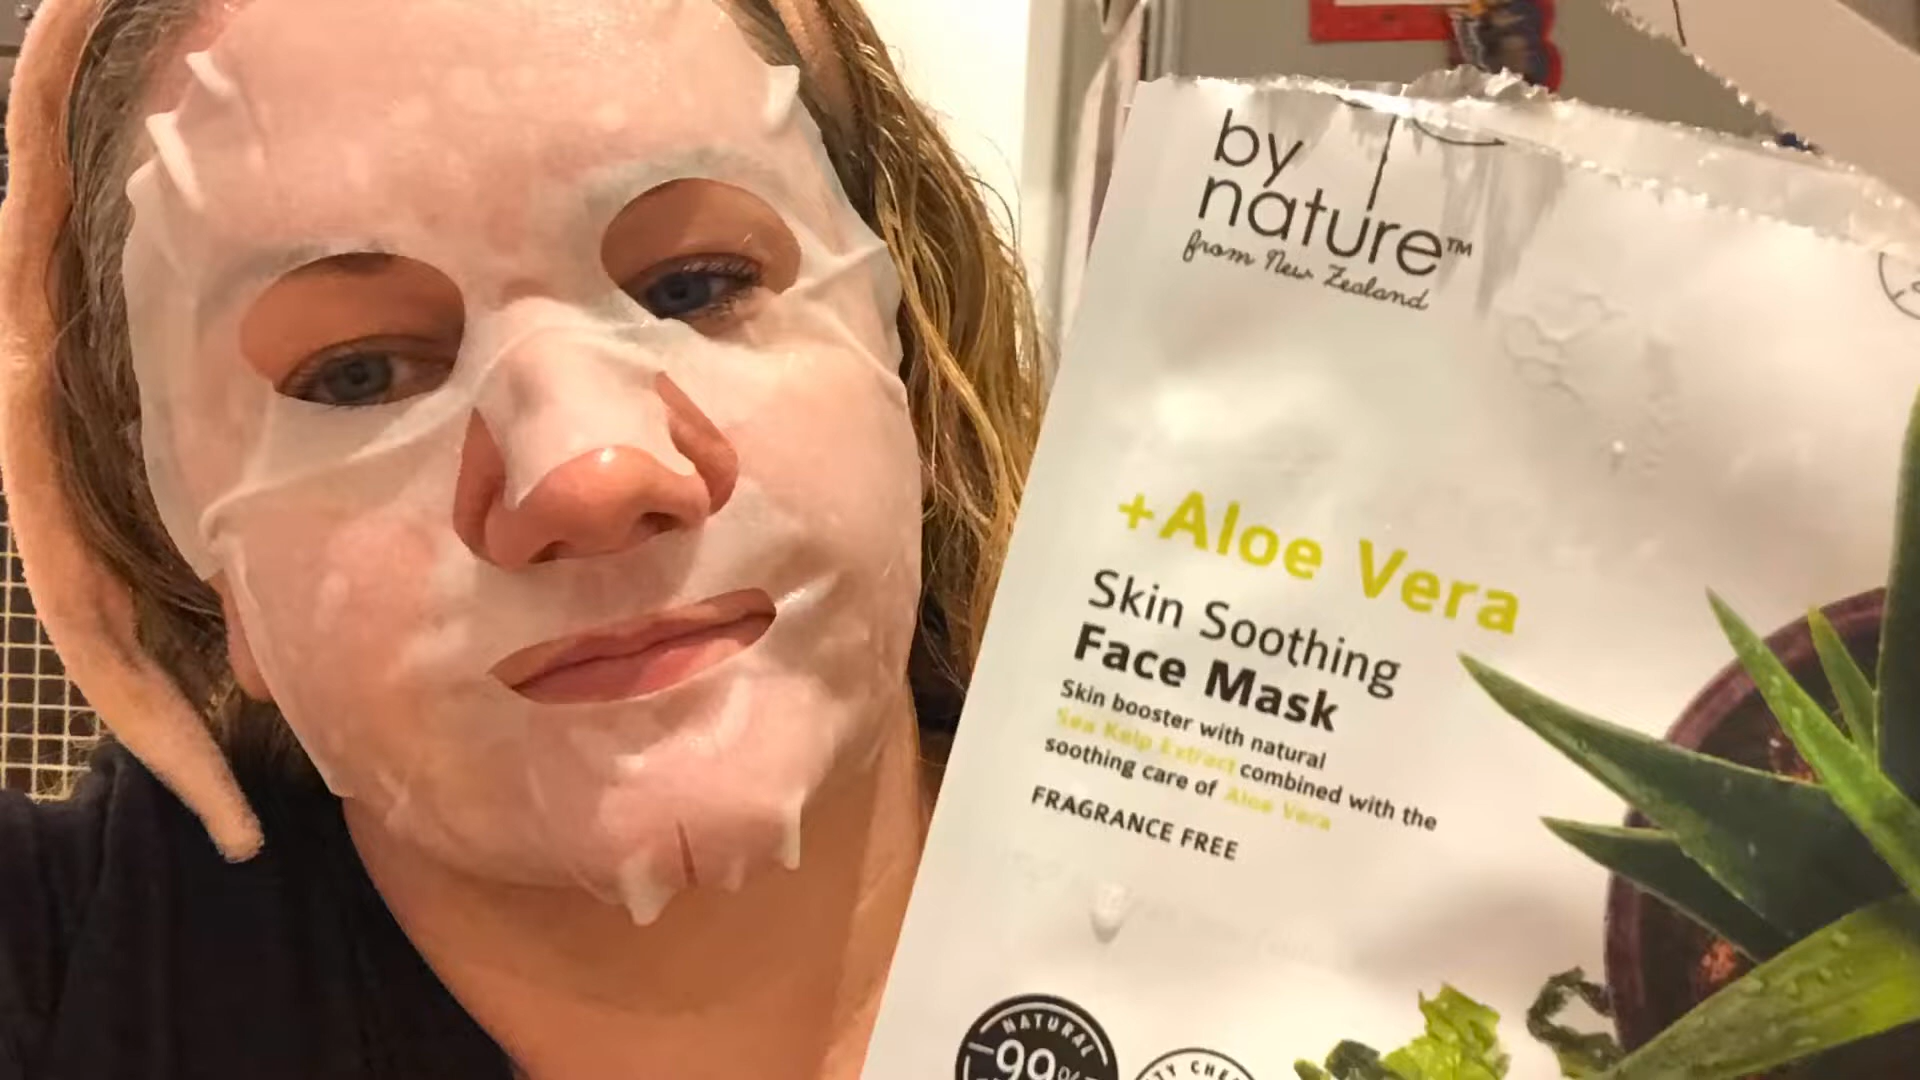 by
nature™
from New Zealand
+Aloe Vera
Skin Soothing
Face Mask
Skin booster with natural
Sea Kelp Extract combined with the
soothing care of Aloe Vera
FRAGRANCE FREE
NATURAL
99%